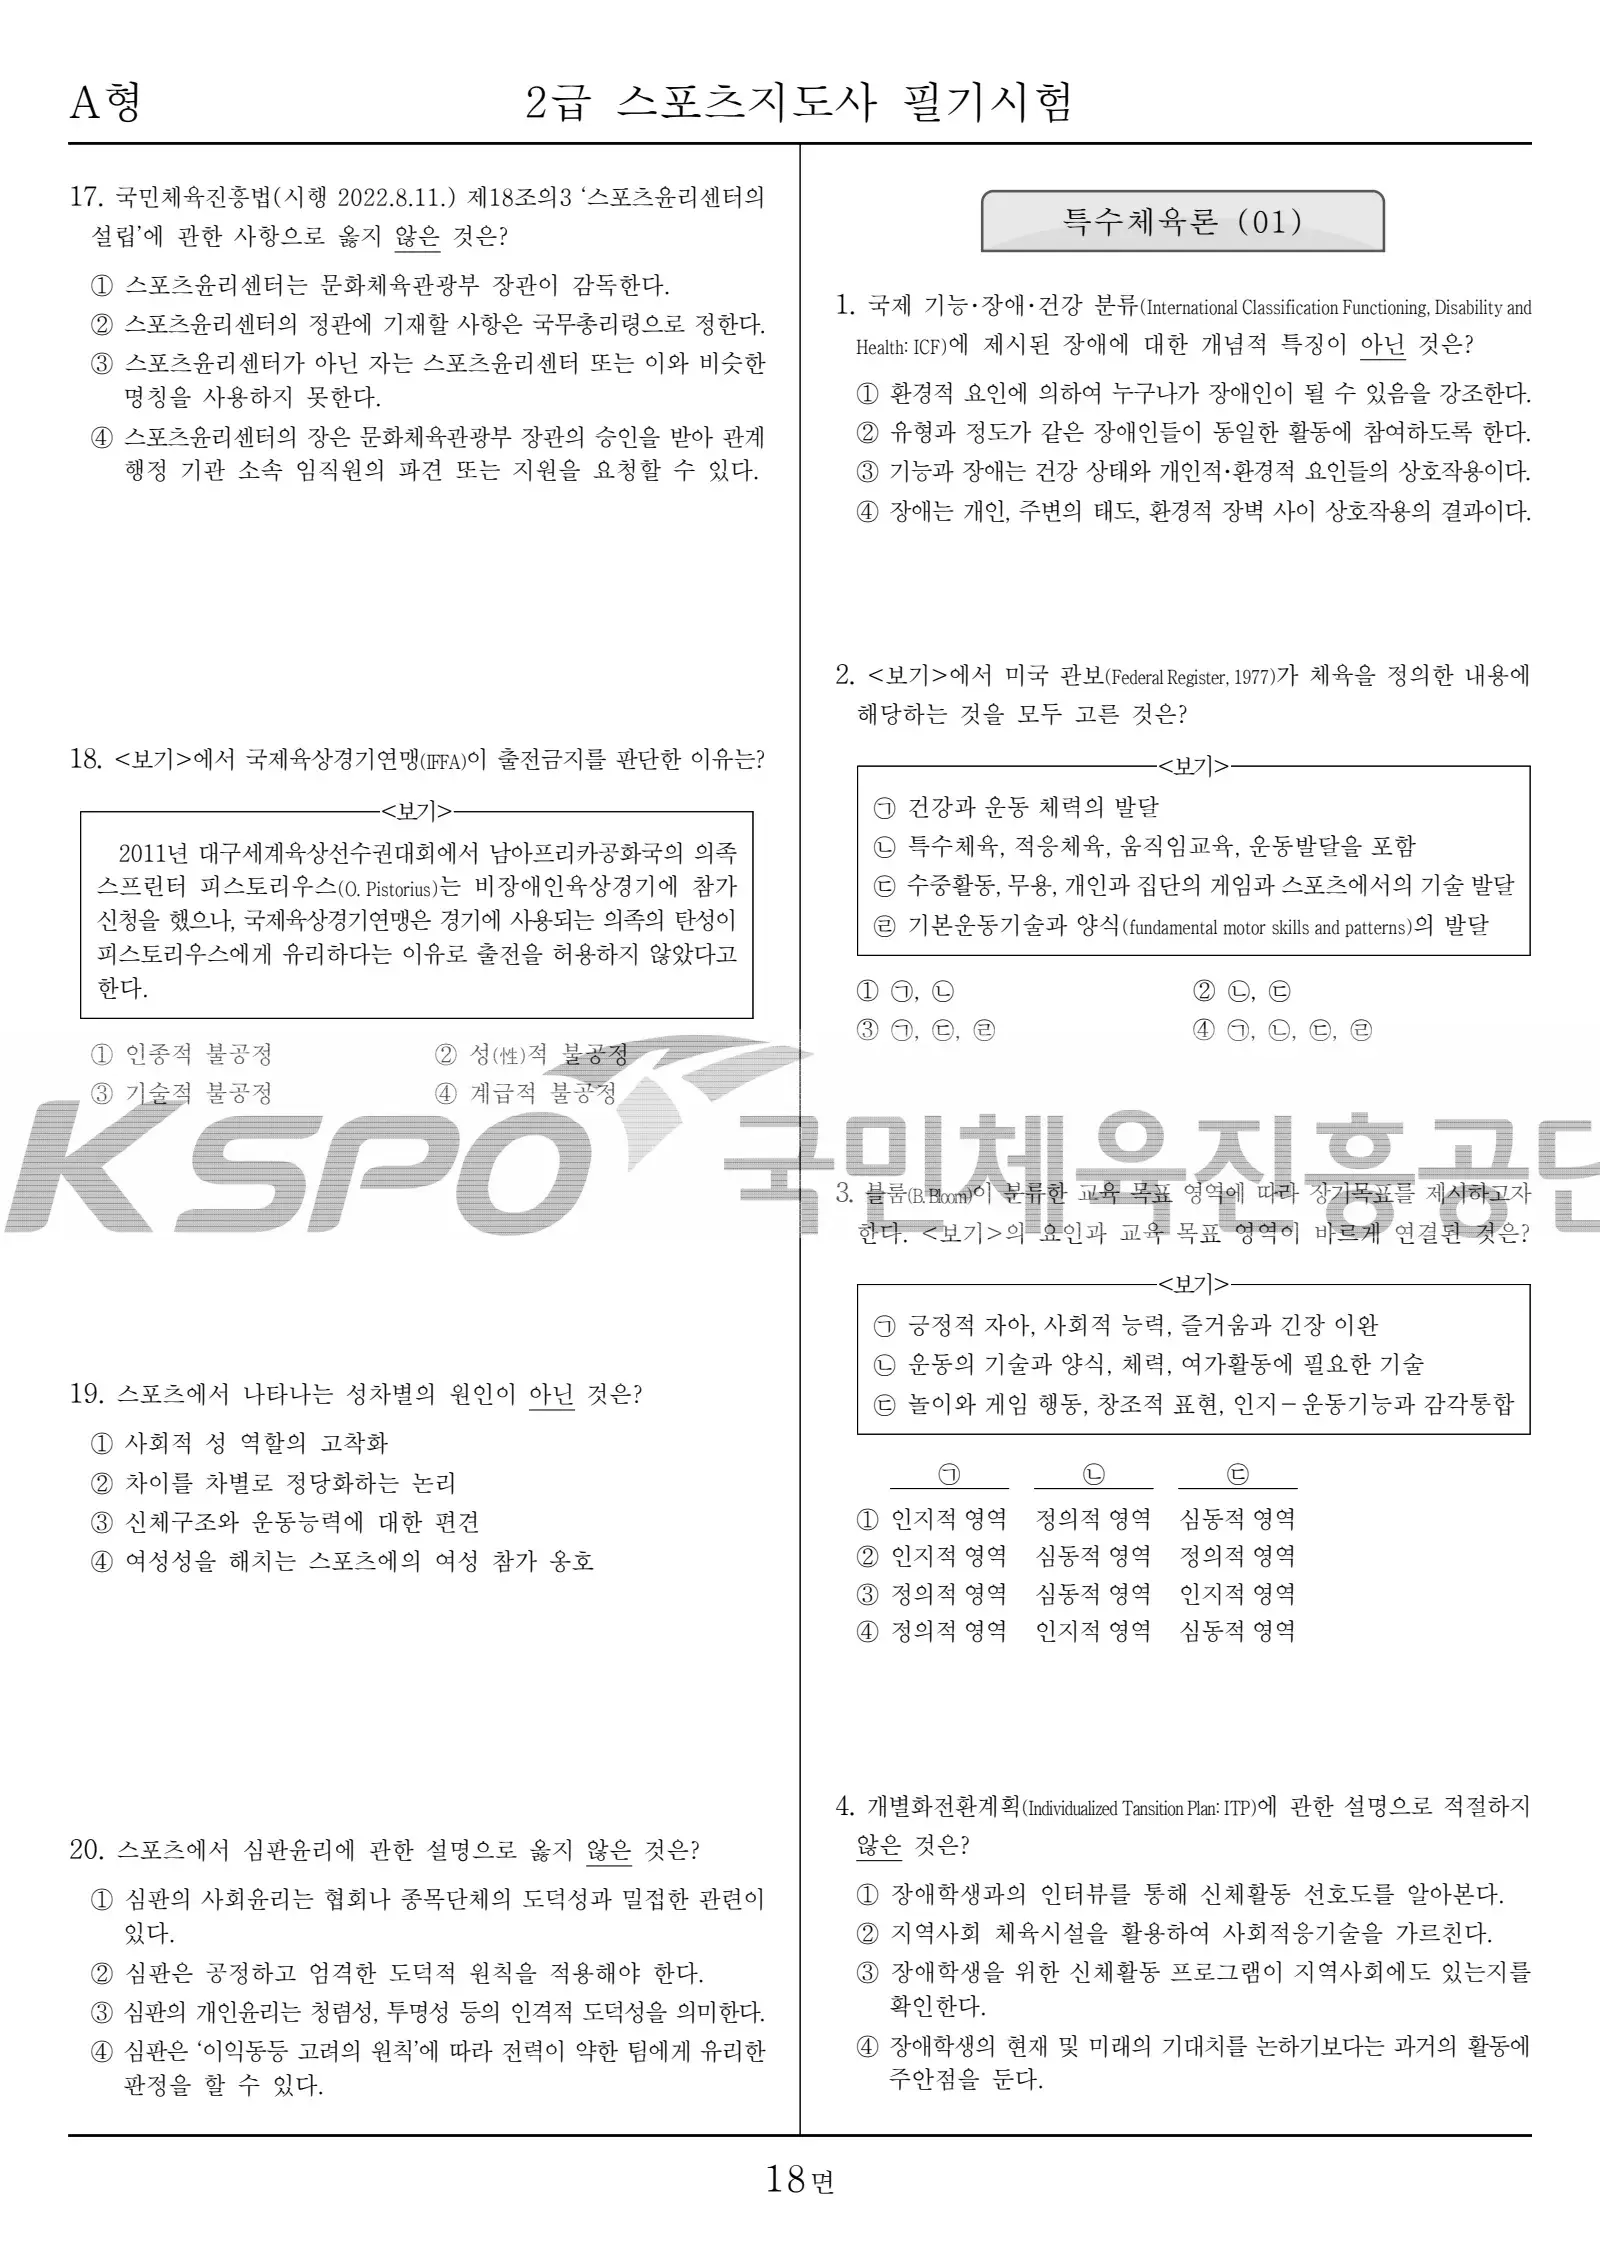 A형
2급 스포츠지도사 필기시험
17. 국민체육진흥법(시행 2022.8.11.) 제18조의3 ‘스포츠윤리센터의
설립’에 관한 사항으로 옳지 않은 것은?
① 스포츠윤리센터는 문화체육관광부 장관이 감독한다.
② 스포츠윤리센터의 정관에 기재할 사항은 국무총리령으로 정한다.
③ 스포츠윤리센터가 아닌 자는 스포츠윤리센터 또는 이와 비슷한
명칭을 사용하지 못한다.
④ 스포츠윤리센터의 장은 문화체육관광부 장관의 승인을 받아 관계
행정 기관 소속 임직원의 파견 또는 지원을 요청할 수 있다.
18. <보기>에서 국제육상경기연맹(IFFA)이 출전금지를 판단한 이유는?
<보기>
2011년 대구세계육상선수권대회에서 남아프리카공화국의 의족
스프린터 피스토리우스(O. Pistorius)는 비장애인육상경기에 참가
신청을 했으나, 국제육상경기연맹은 경기에 사용되는 의족의 탄성이
피스토리우스에게 유리하다는 이유로 출전을 허용하지 않았다고
한다.
① 인종적 불공정 ② 성(性)적 불공정
③ 기술적 불공정 ④ 계급적 불공정
19. 스포츠에서 나타나는 성차별의 원인이 아닌 것은?
① 사회적 성 역할의 고착화
② 차이를 차별로 정당화하는 논리
③ 신체구조와 운동능력에 대한 편견
④ 여성성을 해치는 스포츠에의 여성 참가 옹호
20. 스포츠에서 심판윤리에 관한 설명으로 옳지 않은 것은?
① 심판의 사회윤리는 협회나 종목단체의 도덕성과 밀접한 관련이
있다.
② 심판은 공정하고 엄격한 도덕적 원칙을 적용해야 한다.
③ 심판의 개인윤리는 청렴성, 투명성 등의 인격적 도덕성을 의미한다.
④ 심판은 ‘이익동등 고려의 원칙’에 따라 전력이 약한 팀에게 유리한
판정을 할 수 있다.
특수체육론 (01)
1. 국제 기능·장애·건강 분류(International Classification Functioning, Disability and
Health: ICF)에 제시된 장애에 대한 개념적 특징이 아닌 것은?
① 환경적 요인에 의하여 누구나가 장애인이 될 수 있음을 강조한다.
② 유형과 정도가 같은 장애인들이 동일한 활동에 참여하도록 한다.
③ 기능과 장애는 건강 상태와 개인적·환경적 요인들의 상호작용이다.
④ 장애는 개인, 주변의 태도, 환경적 장벽 사이 상호작용의 결과이다.
2. <보기>에서 미국 관보(Federal Register, 1977)가 체육을 정의한 내용에
해당하는 것을 모두 고른 것은?
<보기>
㉠ 건강과 운동 체력의 발달
㉡ 특수체육, 적응체육, 움직임교육, 운동발달을 포함
㉢ 수중활동, 무용, 개인과 집단의 게임과 스포츠에서의 기술 발달
㉣ 기본운동기술과 양식(fundamental motor skills and patterns)의 발달
① ㉠, ㉡ ② ㉡, ㉢
③ ㉠, ㉢, ㉣ ④ ㉠, ㉡, ㉢, ㉣
KSPO 국민체육진흥공단
3. 블룸(B. Bloom)이 분류한 교육 목표 영역에 따라 장기목표를 제시하고자
한다. <보기>의 요인과 교육 목표 영역이 바르게 연결된 것은?
<보기>
㉠ 긍정적 자아, 사회적 능력, 즐거움과 긴장 이완
㉡ 운동의 기술과 양식, 체력, 여가활동에 필요한 기술
㉢ 놀이와 게임 행동, 창조적 표현, 인지-운동기능과 감각통합
㉠ ㉡ ㉢
① 인지적 영역 정의적 영역 심동적 영역
② 인지적 영역 심동적 영역 정의적 영역
③ 정의적 영역 심동적 영역 인지적 영역
④ 정의적 영역 인지적 영역 심동적 영역
4. 개별화전환계획(Individualized Tansition Plan: ITP)에 관한 설명으로 적절하지
않은 것은?
① 장애학생과의 인터뷰를 통해 신체활동 선호도를 알아본다.
② 지역사회 체육시설을 활용하여 사회적응기술을 가르친다.
③ 장애학생을 위한 신체활동 프로그램이 지역사회에도 있는지를
확인한다.
④ 장애학생의 현재 및 미래의 기대치를 논하기보다는 과거의 활동에
주안점을 둔다.
18면